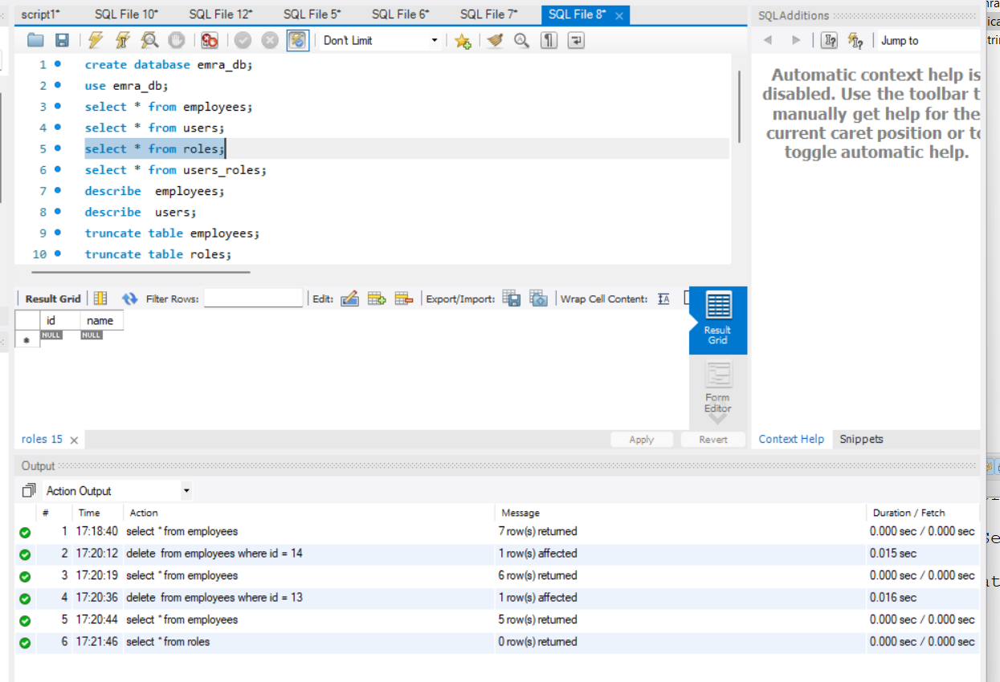 script1* SQL File 10* SQL File 12* SQL File 5* SQL File 6* SQL File 7* SQL File 8* ×
SQLAdditions
Don't Limit
Jump to
1 create database emra_db;
2 use emra_db;
3 select * from employees;
4 select * from users;
5 select * from roles;
6 select * from users_roles;
7 describe  employees;
8 describe  users;
9 truncate table employees;
10 truncate table roles;
Automatic context help is
disabled. Use the toolbar t
manually get help for the
current caret position or to
toggle automatic help.
Result Grid Filter Rows: Edit: Export/Import: Wrap Cell Content:
id name
* NULL NULL
Result
Grid
Form
Editor
roles 15 × Apply Revert
Context Help Snippets
Output
Action Output
# Time Action Message Duration / Fetch
1 17:18:40 select * from employees 7 row(s) returned 0.000 sec / 0.000 sec
2 17:20:12 delete  from employees where id = 14 1 row(s) affected 0.015 sec
3 17:20:19 select * from employees 6 row(s) returned 0.000 sec / 0.000 sec
4 17:20:36 delete  from employees where id = 13 1 row(s) affected 0.016 sec
5 17:20:44 select * from employees 5 row(s) returned 0.000 sec / 0.000 sec
6 17:21:46 select * from roles 0 row(s) returned 0.000 sec / 0.000 sec